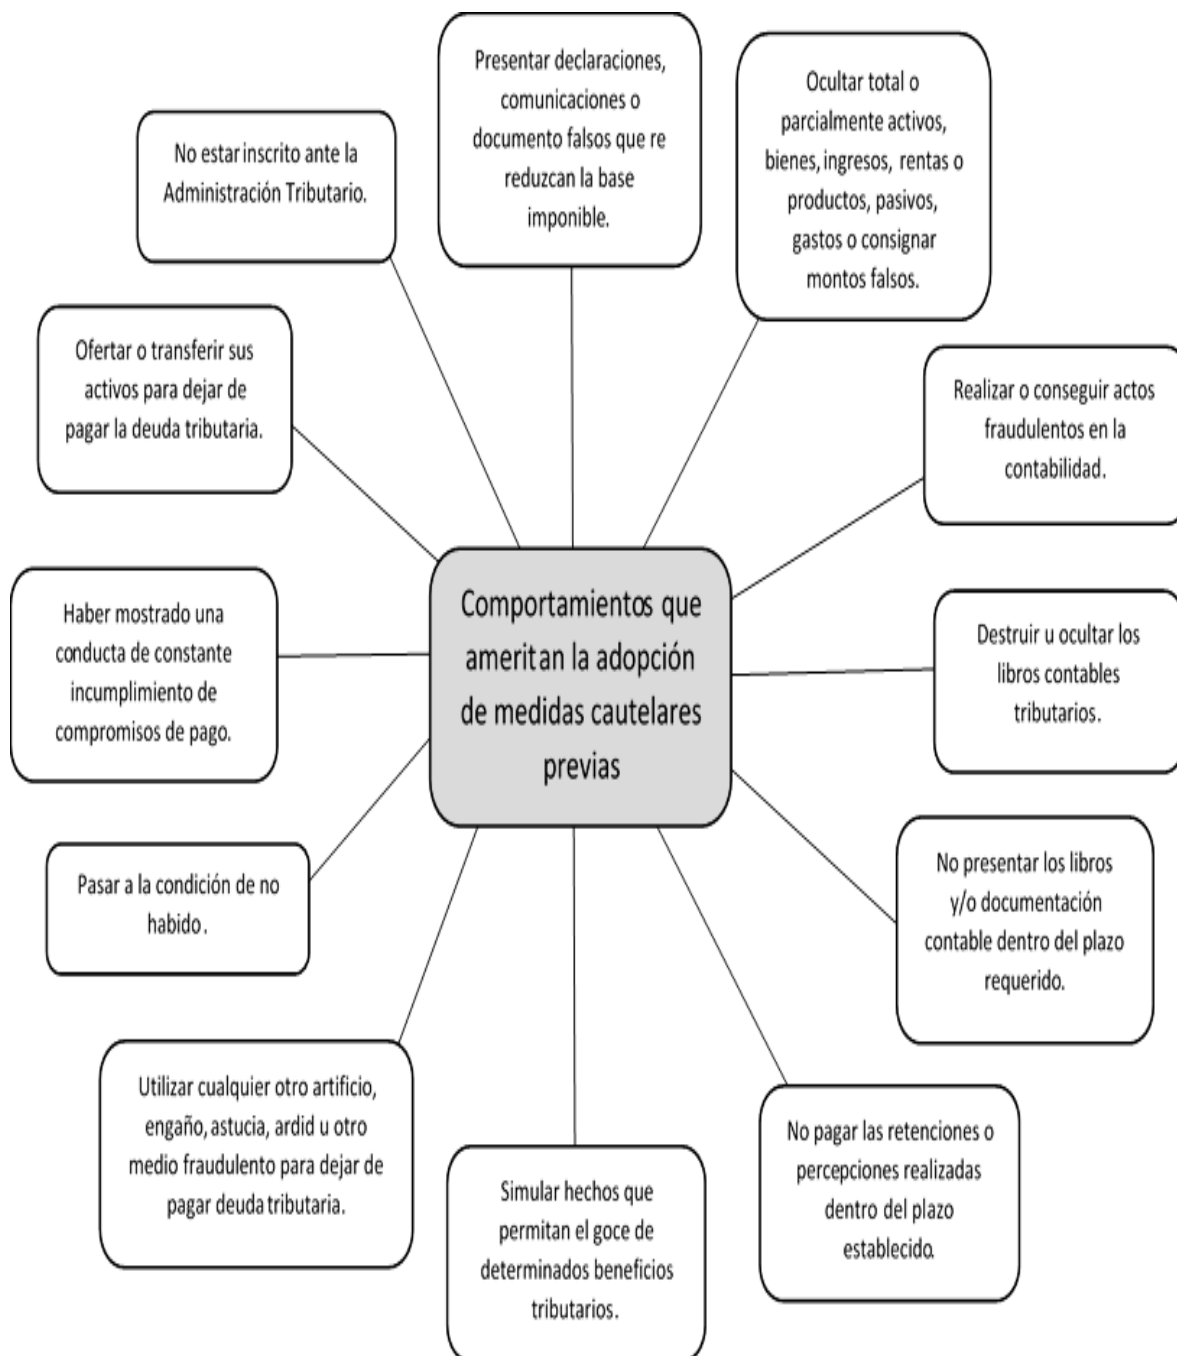 Presentar declaraciones,
comunicaciones o
documento falsos que re
reduzcan la base
imponible.
Ocultar total o
parcialmente activos,
bienes, ingresos, rentas o
productos, pasivos,
gastos o consignar
montos falsos.
No estar inscrito ante la
Administración Tributario.
Ofertar o transferir sus
activos para dejar de
pagar la deuda tributaria.
Realizar o conseguir actos
fraudulentos en la
contabilidad.
Haber mostrado una
conducta de constante
incumplimiento de
compromisos de pago.
Comportamientos que
ameritan la adopción
de medidas cautelares
previas
Destruir u ocultar los
libros contables
tributarios.
Pasar a la condición de no
habido.
No presentar los libros
y/o documentación
contable dentro del plazo
requerido.
Utilizar cualquier otro artificio,
engaño, astucia, ardid u otro
medio fraudulento para dejar de
pagar deuda tributaria.
Simular hechos que
permitan el goce de
determinados beneficios
tributarios.
No pagar las retenciones o
percepciones realizadas
dentro del plazo
establecido.